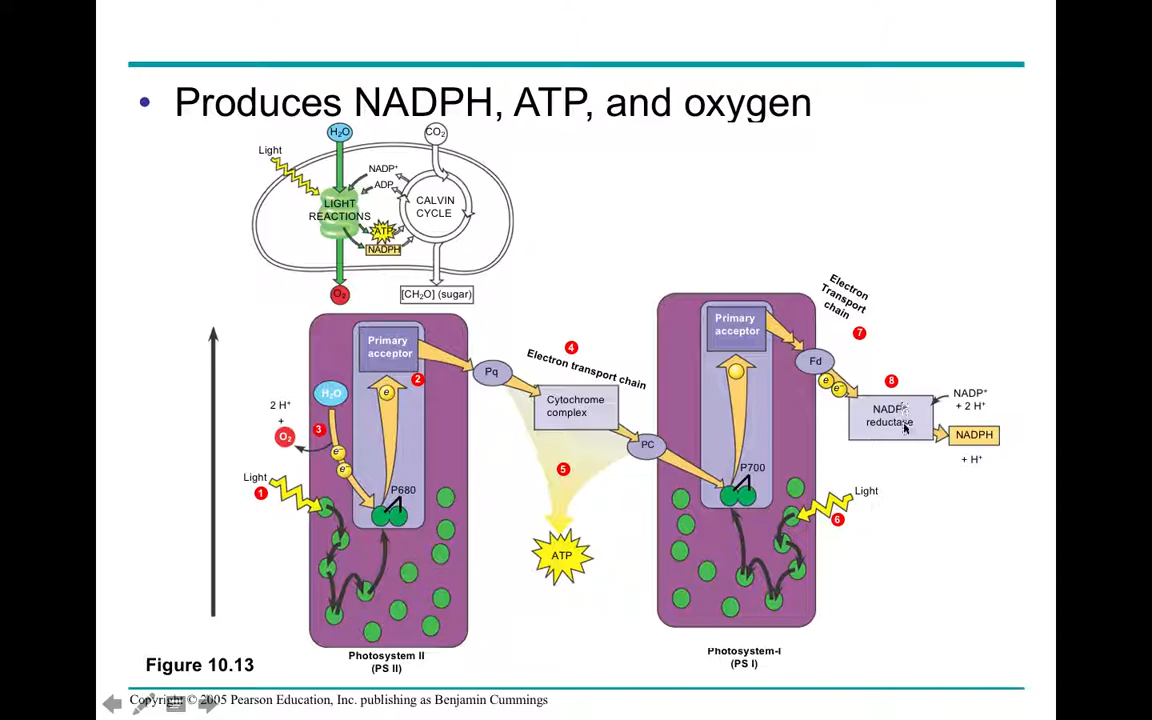 • Produces NADPH, ATP, and oxygen
H₂O
CO₂
Light
NADP⁺
ADP
LIGHT
REACTIONS
CALVIN
CYCLE
ATP
NADPH
O₂
[CH₂O] (sugar)
Electron
Transport
chain
7
Primary
acceptor
2
Pq
4
Electron transport chain
Cytochrome
complex
PC
5
ATP
Primary
acceptor
Fd
e
e⁻
8
NADP⁺
reductase
NADP⁺
+ 2 H⁺
NADPH
+ H⁺
H₂O
2 H⁺
+
O₂
3
e
e⁻
e⁻
Light
1
P680
P700
Light
6
Photosystem II
(PS II)
Photosystem-I
(PS I)
Figure 10.13
Copyright © 2005 Pearson Education, Inc. publishing as Benjamin Cummings